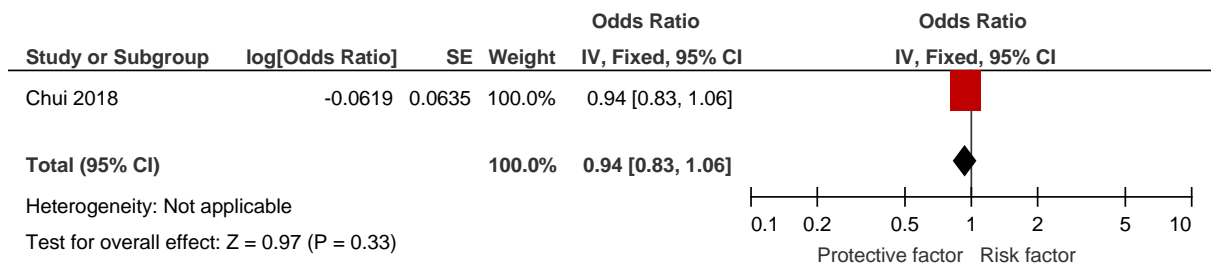 Odds Ratio Odds Ratio
Study or Subgroup log[Odds Ratio] SE Weight IV, Fixed, 95% CI IV, Fixed, 95% CI
Chui 2018 -0.0619 0.0635 100.0% 0.94 [0.83, 1.06]
Total (95% CI) 100.0% 0.94 [0.83, 1.06]
Heterogeneity: Not applicable
Test for overall effect: Z = 0.97 (P = 0.33)
0.1 0.2 0.5 1 2 5 10
Protective factor Risk factor